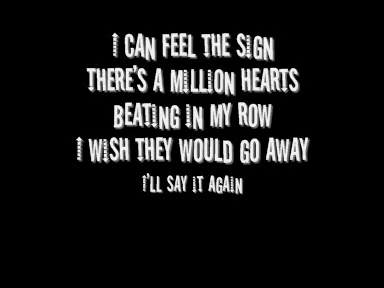 I CAN FEEL THE SiGN
THERE'S A MiLLiON HEARTS
BEATiNG iN MY ROW
I WiSH THEY WOULD GO AWAY
I'LL SAY iT AGAiN